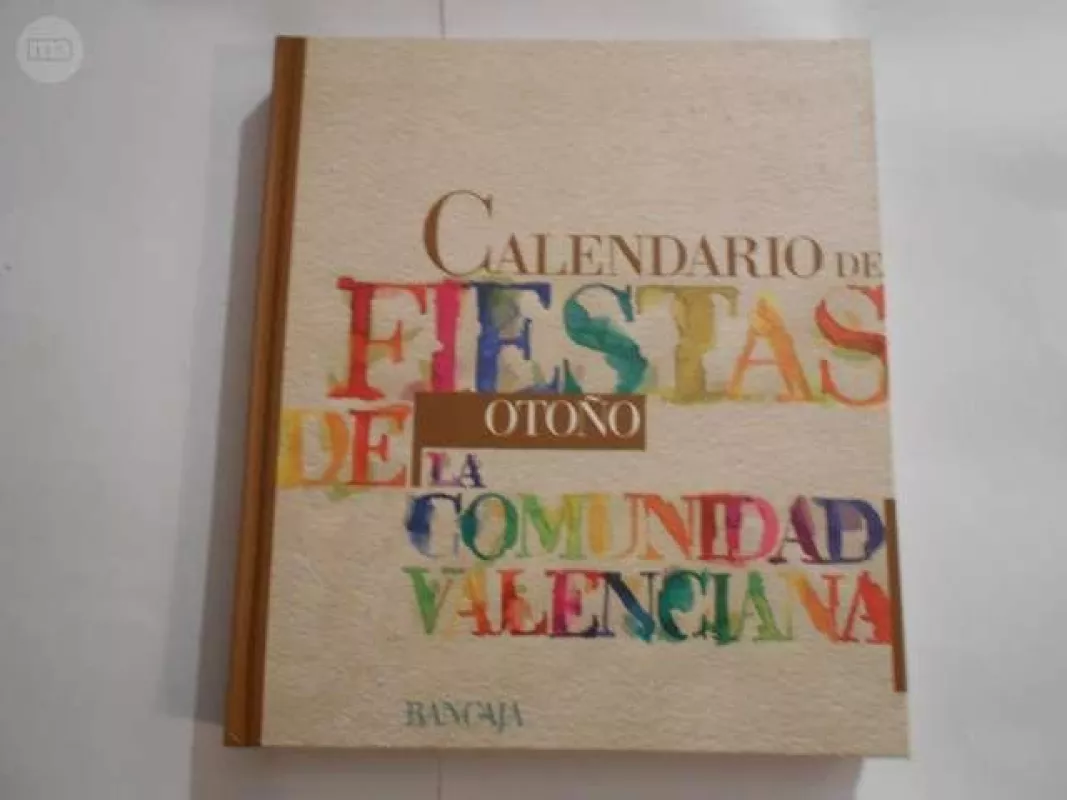 CALENDARIO DE
FIESTAS
DE
OTOÑO
LA
COMUNIDAD
VALENCIANA
BANCAJA